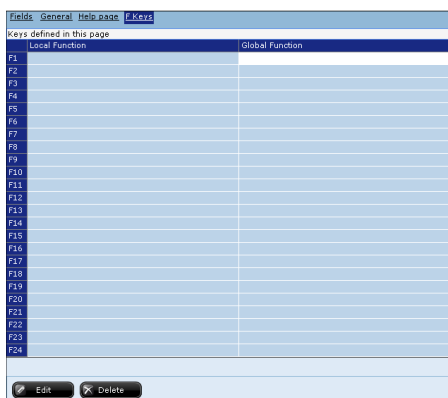 Fields General Help page F Keys
Keys defined in this page
Local Function Global Function
F1
F2
F3
F4
F5
F6
F7
F8
F9
F10
F11
F12
F13
F14
F15
F16
F17
F18
F19
F20
F21
F22
F23
F24
Edit Delete